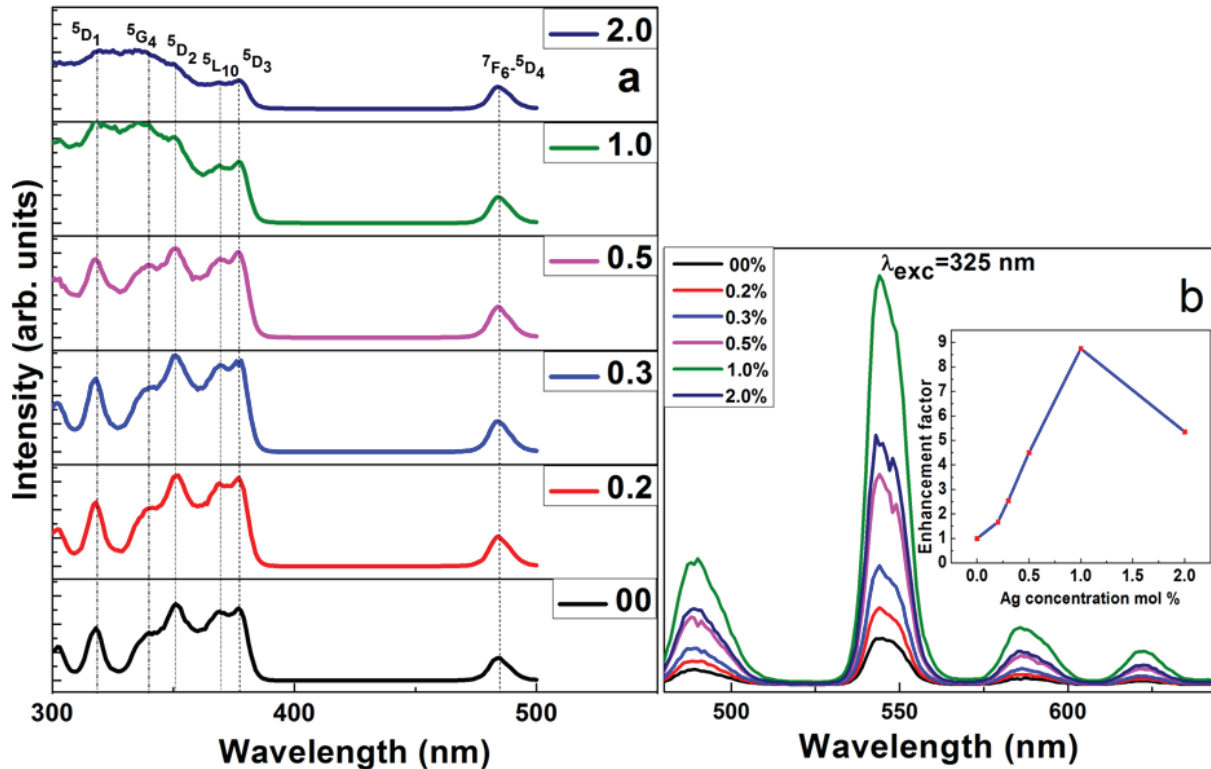 ⁵D₁ ⁵G₄ ⁵D₂ ⁵L₁₀ ⁵D₃ ⁷F₆-⁵D₄
2.0
a
1.0
0.5
0.3
0.2
00
Intensity (arb. units)
300 400 500
Wavelength (nm)
λexc=325 nm
b
00%
0.2%
0.3%
0.5%
1.0%
2.0%
Enhancement factor
9
8
7
6
5
4
3
2
1
0
0.0 0.5 1.0 1.5 2.0
Ag concentration mol %
500 550 600
Wavelength (nm)